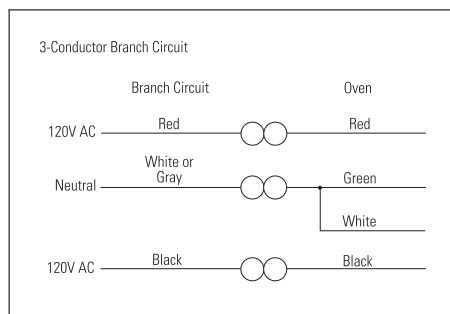 3-Conductor Branch Circuit
Branch Circuit
Oven
120V AC
Red
Red
Neutral
White or
Gray
Green
White
120V AC
Black
Black